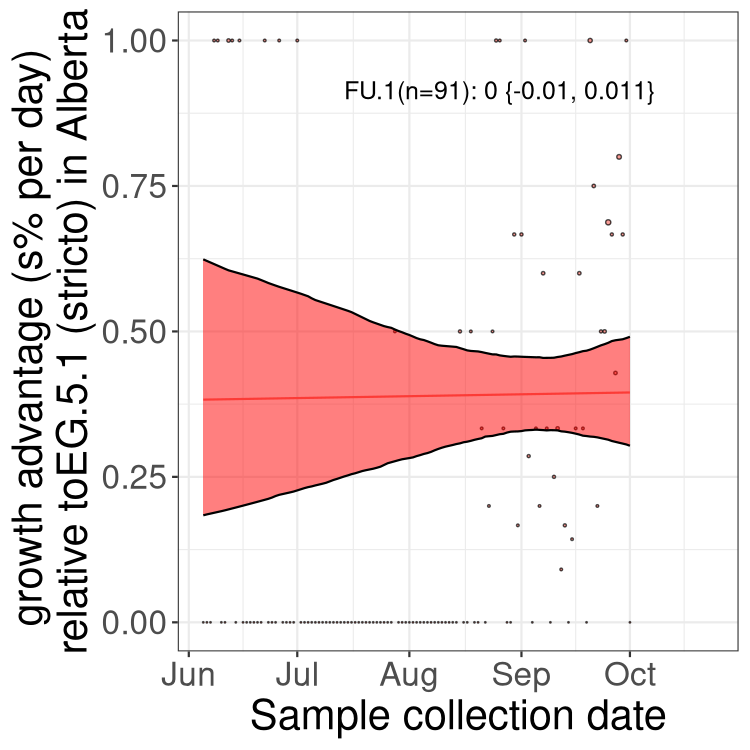 growth advantage (s% per day)
relative toEG.5.1 (stricto) in Alberta
1.00
0.75
0.50
0.25
0.00
FU.1(n=91): 0 {-0.01, 0.011}
Jun Jul Aug Sep Oct
Sample collection date